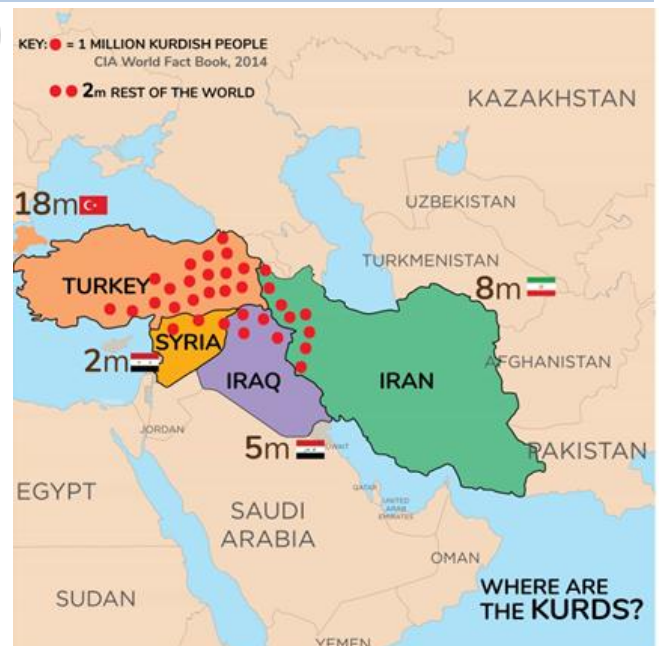 KEY: = 1 MILLION KURDISH PEOPLE
CIA World Fact Book, 2014
2m REST OF THE WORLD
KAZAKHSTAN
18m
UZBEKISTAN
TURKMENISTAN
TURKEY
8m
SYRIA
2m
AFGHANISTAN
IRAQ
IRAN
JORDAN
5m
KUWAIT
PAKISTAN
EGYPT
QATAR
UNITED
ARAB
EMIRATES
SAUDI
ARABIA
OMAN
WHERE ARE
THE KURDS?
SUDAN
YEMEN